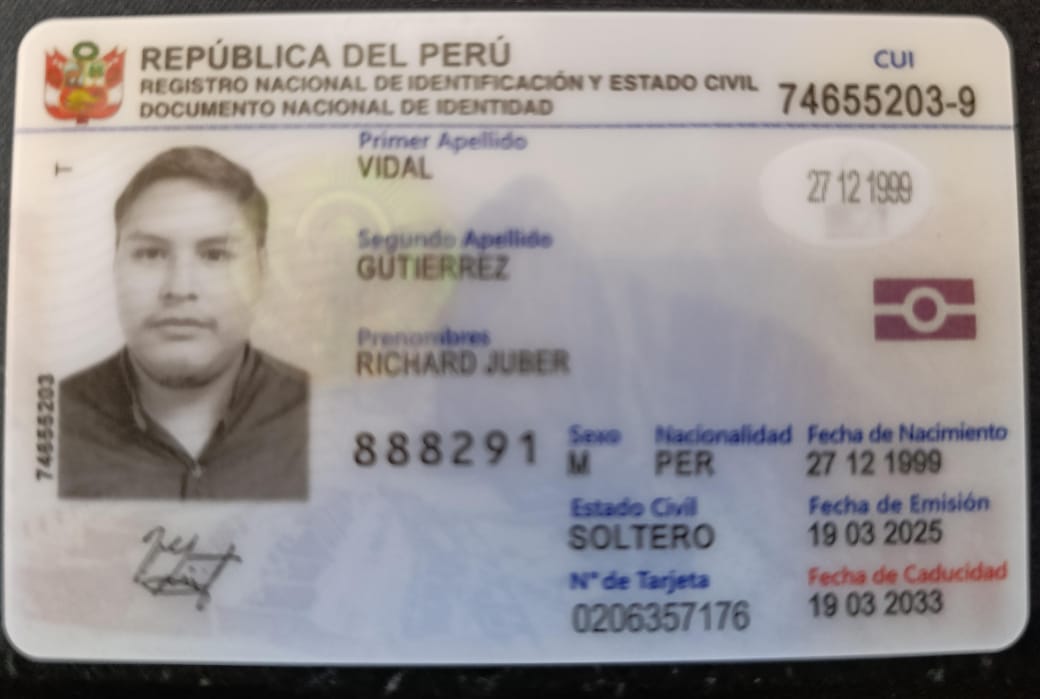 REPÚBLICA DEL PERÚ
REGISTRO NACIONAL DE IDENTIFICACIÓN Y ESTADO CIVIL
DOCUMENTO NACIONAL DE IDENTIDAD
CUI
74655203-9
T
Primer Apellido
VIDAL
27 12 1999
Segundo Apellido
GUTIERREZ
Prenombres
RICHARD JUBER
74655203
888291
Sexo Nacionalidad Fecha de Nacimiento
M PER 27 12 1999
Estado Civil Fecha de Emisión
SOLTERO 19 03 2025
N° de Tarjeta Fecha de Caducidad
0206357176 19 03 2033